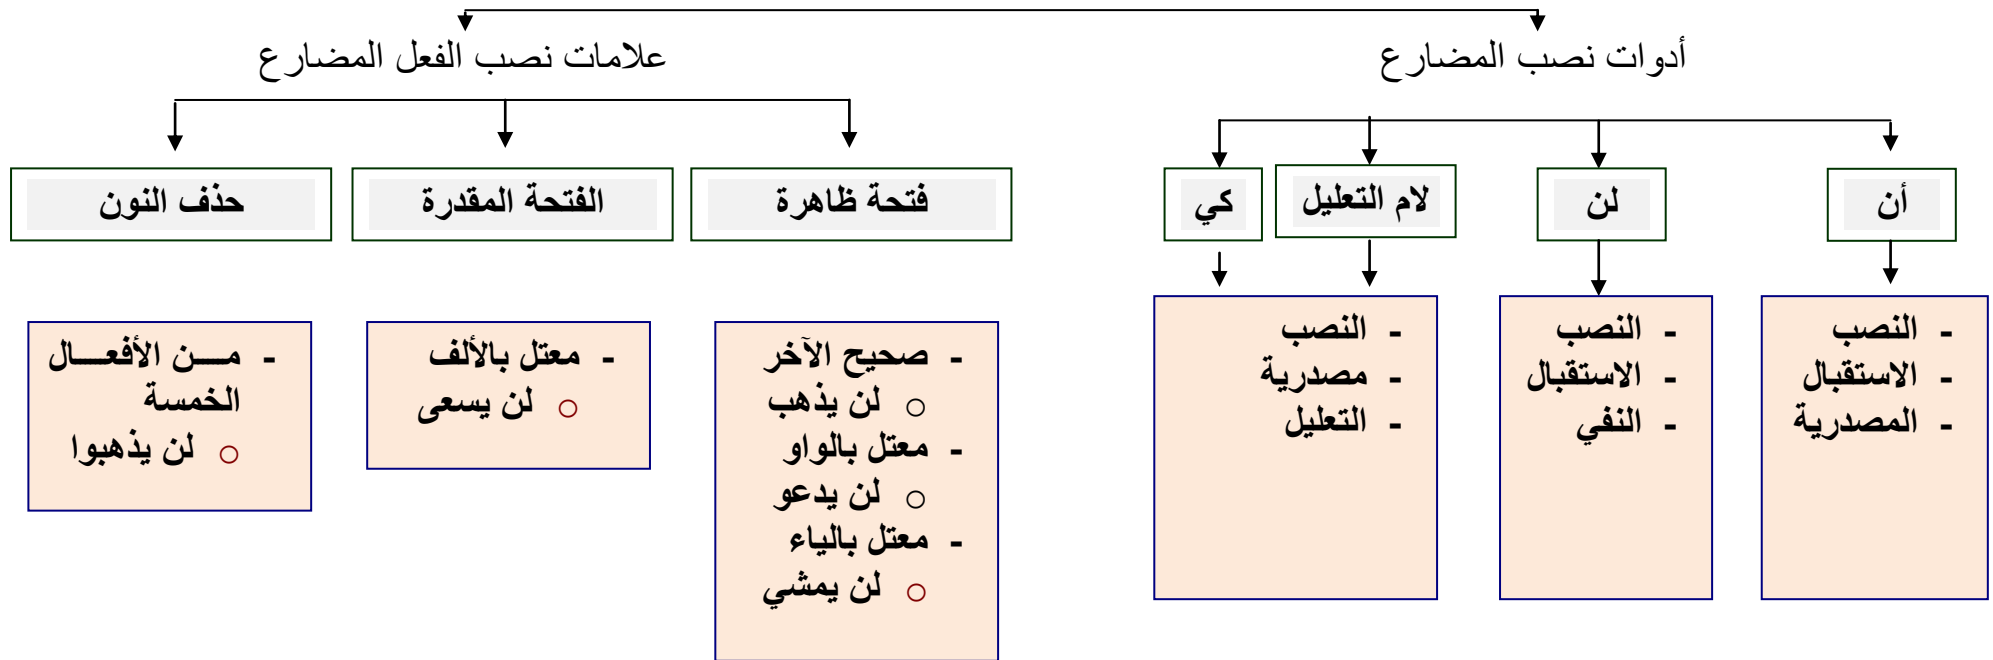 أدوات نصب المضارع
علامات نصب الفعل المضارع
أن
لن
لام التعليل
كي
فتحة ظاهرة
الفتحة المقدرة
حذف النون
- النصب
- الاستقبال
- المصدرية
- النصب
- الاستقبال
- النفي
- النصب
- مصدرية
- التعليل
- صحيح الآخر
○ لن يذهب
- معتل بالواو
○ لن يدعو
- معتل بالياء
○ لن يمشي
- معتل بالألف
○ لن يسعى
- مــــن الأفعــــال
الخمسة
○ لن يذهبوا